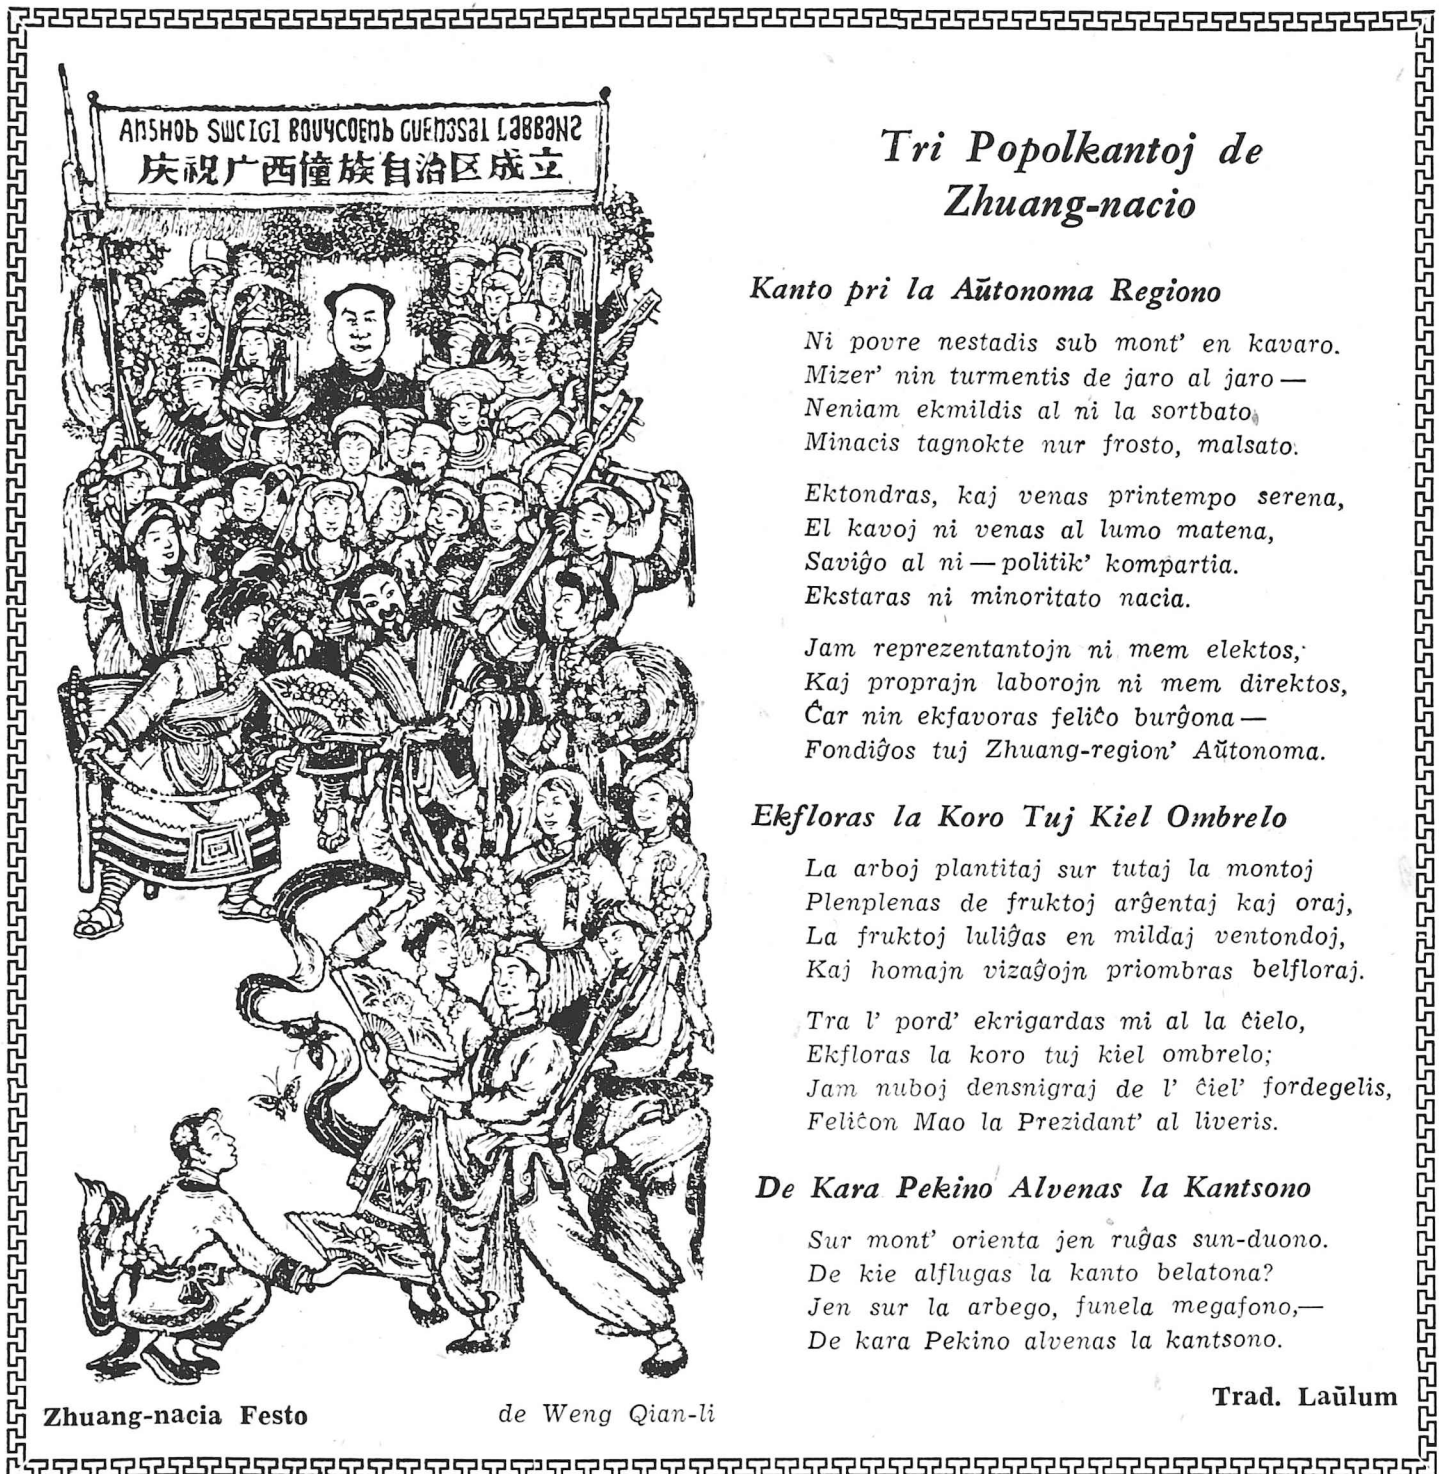 庆祝广西僮族自治区成立
Tri Popolkantoj de
Zhuang-nacio
Kanto pri la Aŭtonoma Regiono
Ni povre nestadis sub mont' en kavaro.
Mizer' nin turmentis de jaro al jaro —
Neniam ekmildis al ni la sortbato,
Minacis tagnokte nur frosto, malsato.
Ektondras, kaj venas printempo serena,
El kavoj ni venas al lumo matena,
Saviĝo al ni — politik' kompartia.
Ekstaras ni minoritato nacia.
Jam reprezentantojn ni mem elektos,
Kaj proprajn laborojn ni mem direktos,
Ĉar nin ekfavoras feliĉo burĝona —
Fondiĝos tuj Zhuang-region' Aŭtonoma.
Ekfloras la Koro Tuj Kiel Ombrelo
La arboj plantitaj sur tutaj la montoj
Plenplenas de fruktoj arĝentaj kaj oraj,
La fruktoj luliĝas en mildaj ventondoj,
Kaj homajn vizaĝojn priombras belfloraj.
Tra l' pord' ekrigardas mi al la ĉielo,
Ekfloras la koro tuj kiel ombrelo;
Jam nuboj densnigraj de l' ĉiel' fordegelis,
Feliĉon Mao la Prezidant' al liveris.
De Kara Pekino Alvenas la Kantsono
Sur mont' orienta jen ruĝas sun-duono.
De kie alflugas la kanto belatona?
Jen sur la arbego, funela megafono,—
De kara Pekino alvenas la kantsono.
Trad. Laŭlum
Zhuang-nacia Festo
de Weng Qian-li